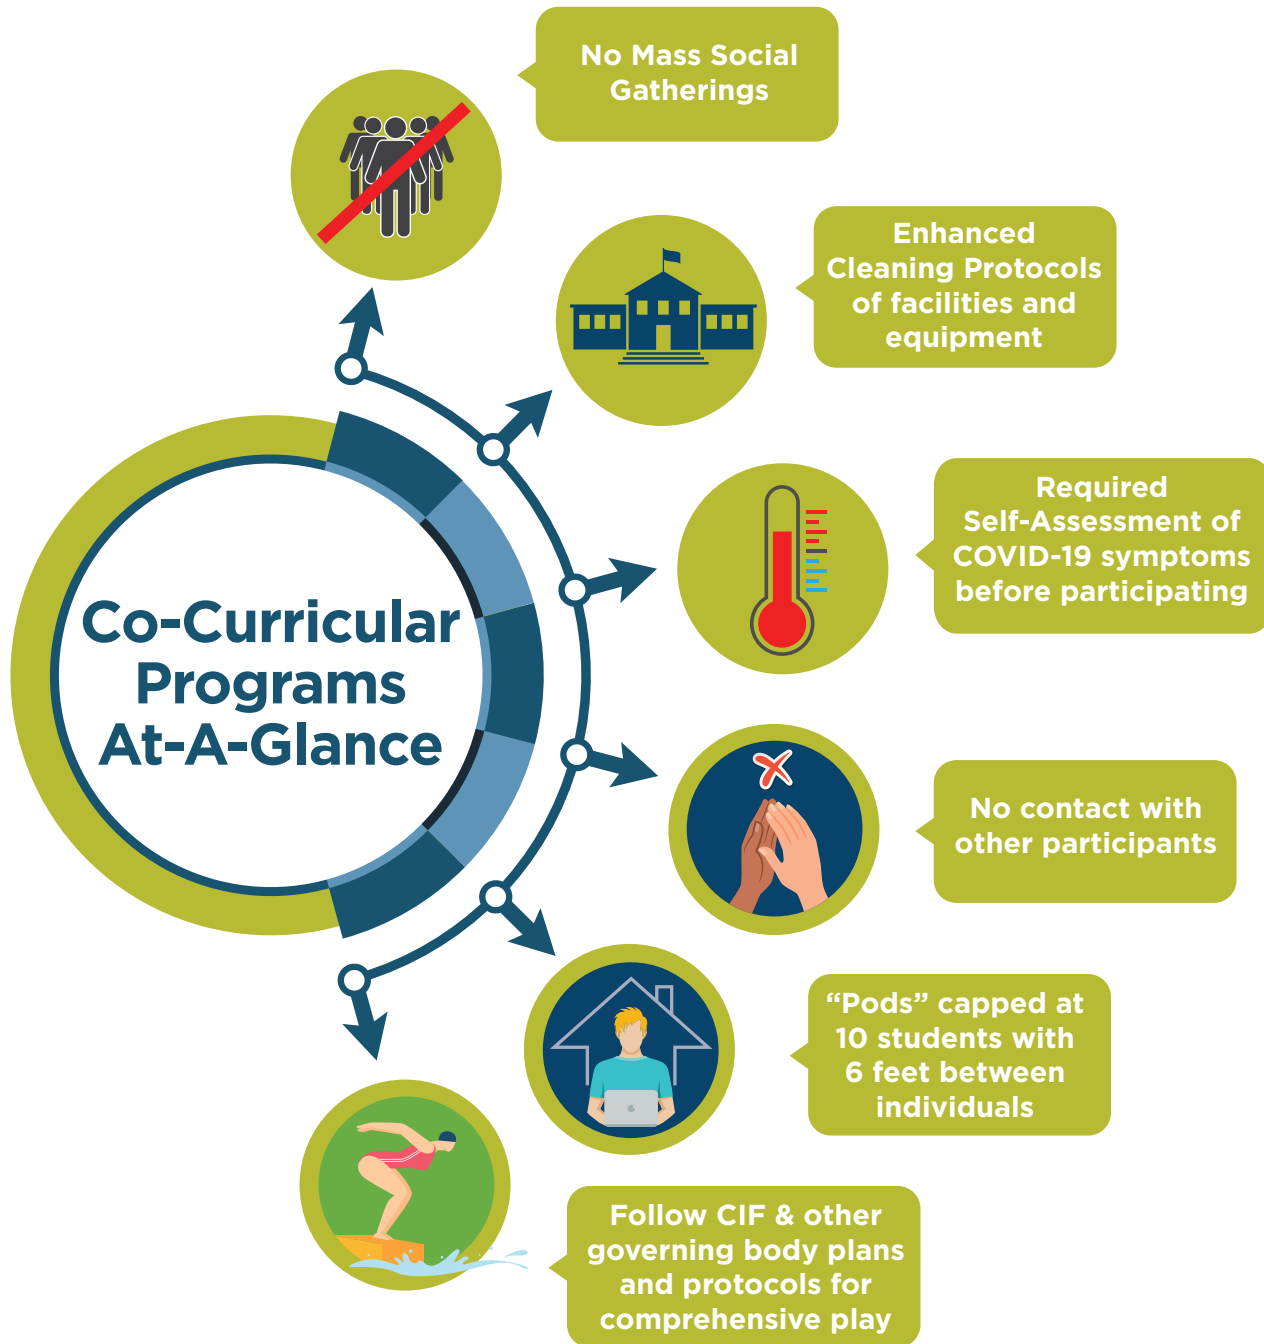 No Mass Social
Gatherings
Enhanced
Cleaning Protocols
of facilities and
equipment
Required
Self-Assessment of
COVID-19 symptoms
before participating
Co-Curricular
Programs
At-A-Glance
No contact with
other participants
“Pods” capped at
10 students with
6 feet between
individuals
Follow CIF & other
governing body plans
and protocols for
comprehensive play